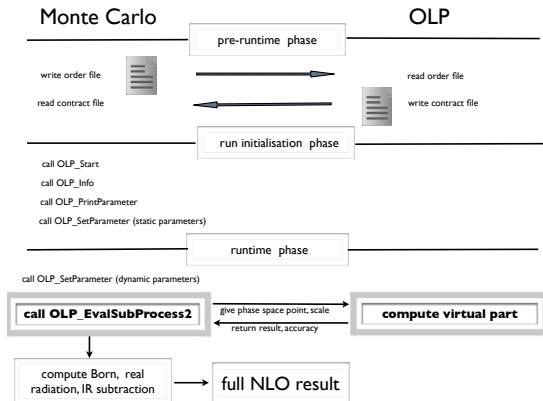 Monte Carlo
OLP
pre-runtime phase
write order file
read order file
read contract file
write contract file
run initialisation phase
call OLP_Start
call OLP_Info
call OLP_PrintParameter
call OLP_SetParameter (static parameters)
runtime phase
call OLP_SetParameter (dynamic parameters)
call OLP_EvalSubProcess2
give phase space point, scale
return result, accuracy
compute virtual part
compute Born, real
radiation, IR subtraction
full NLO result